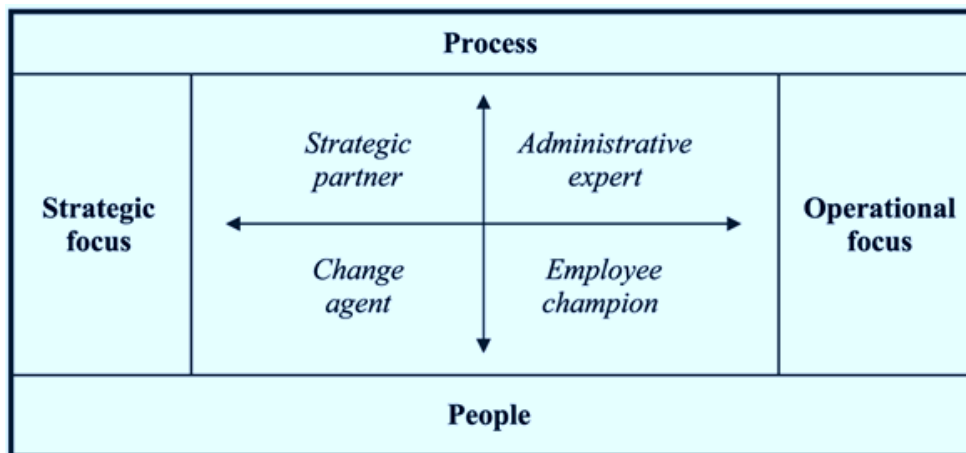 Process
Strategic
partner
Administrative
expert
Strategic
focus
Operational
focus
Change
agent
Employee
champion
People